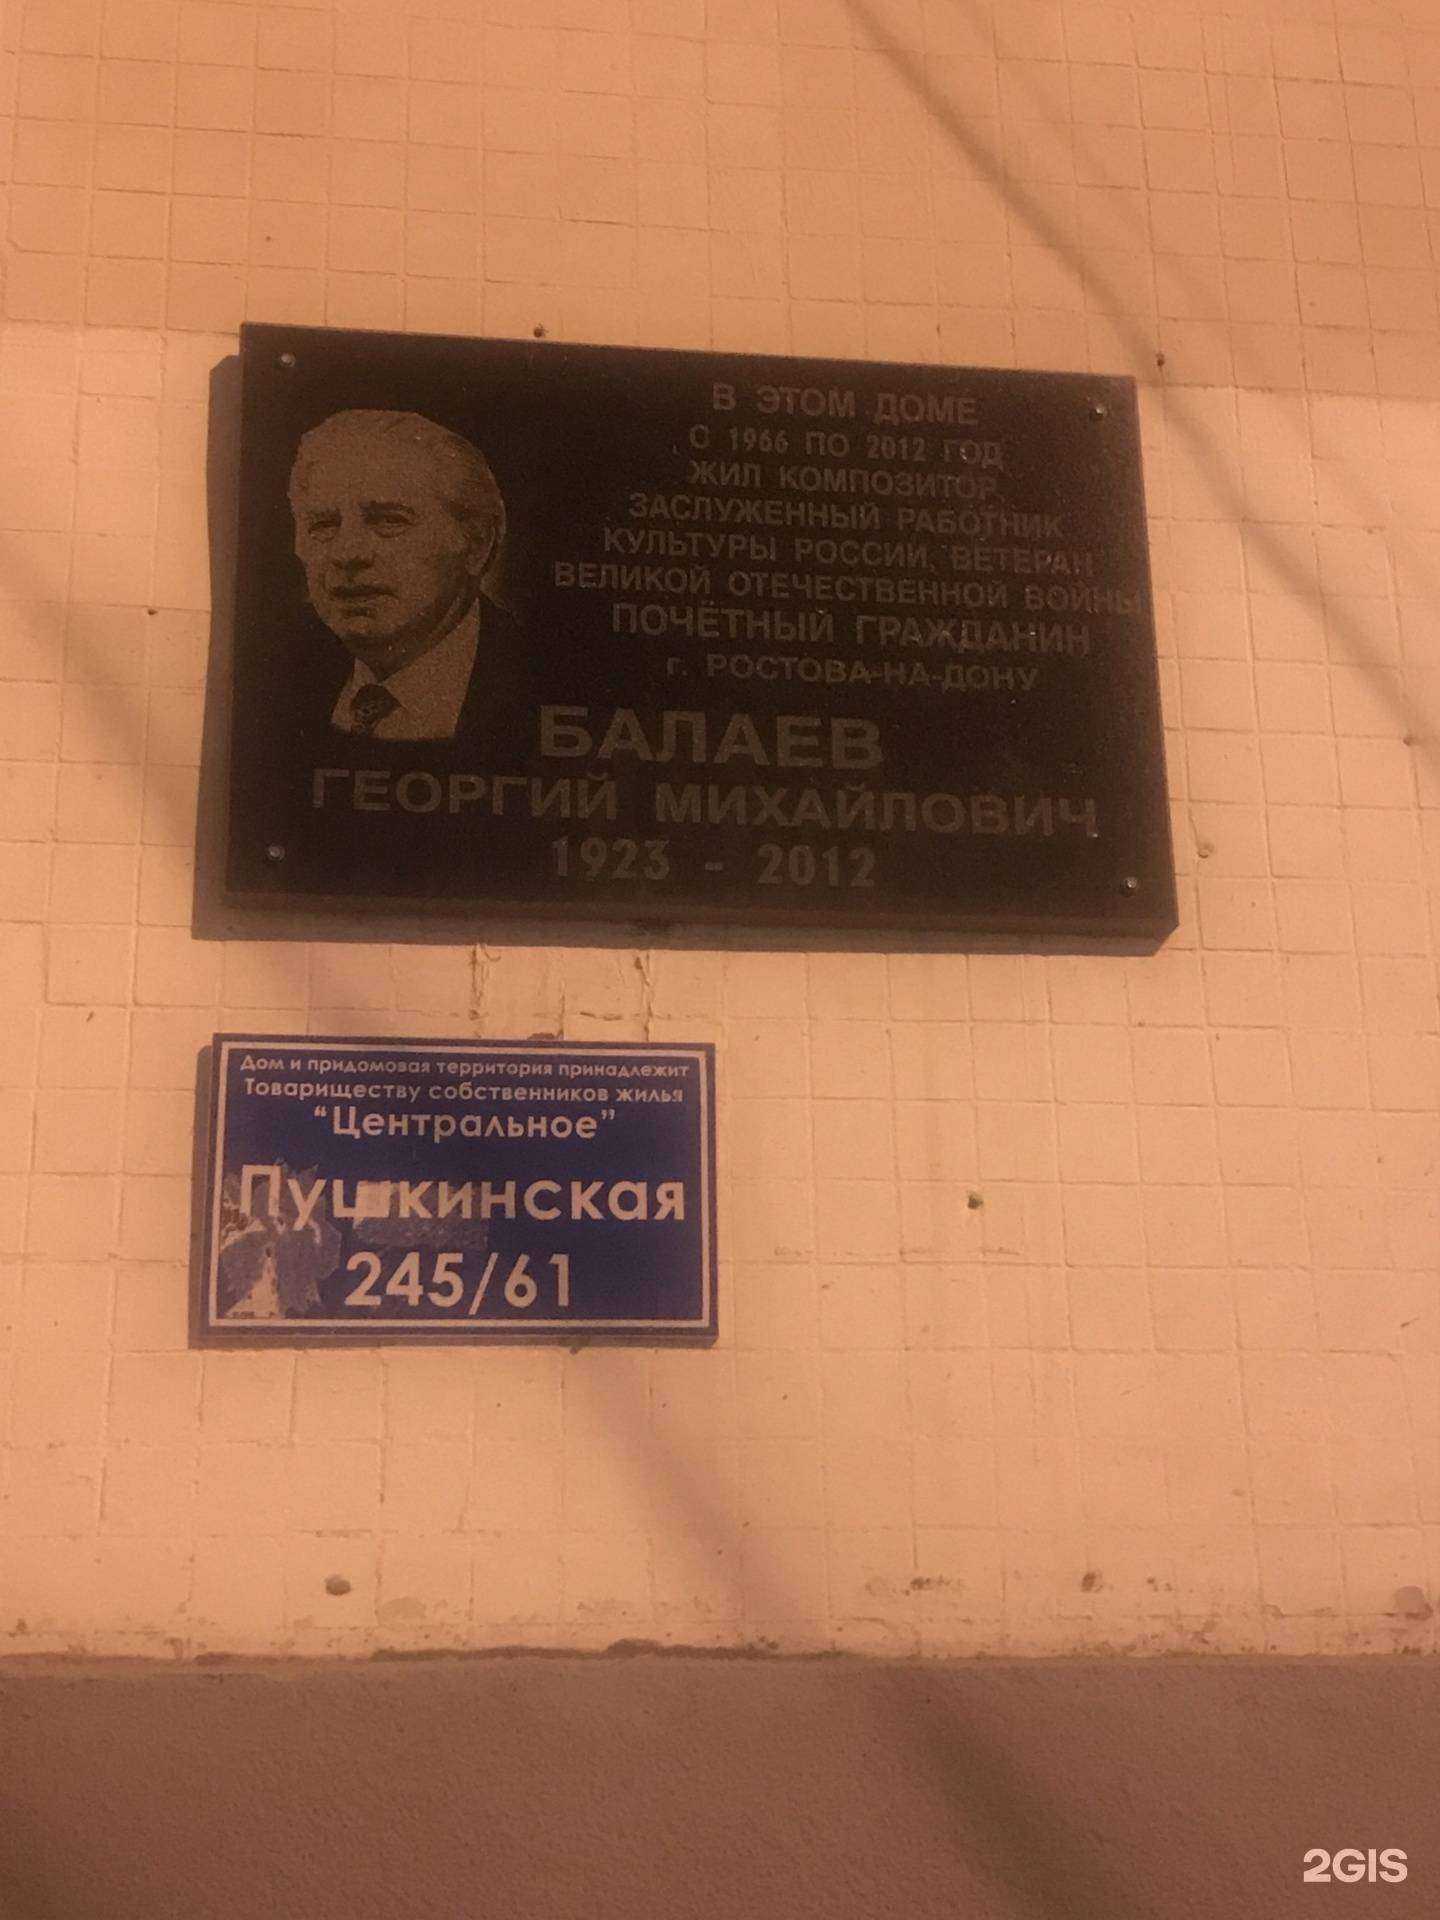 В ЭТОМ ДОМЕ
С 1966 ПО 2012 ГОД
ЖИЛ КОМПОЗИТОР,
ЗАСЛУЖЕННЫЙ РАБОТНИК
КУЛЬТУРЫ РОССИИ, ВЕТЕРАН
ВЕЛИКОЙ ОТЕЧЕСТВЕННОЙ ВОЙНЫ
ПОЧЁТНЫЙ ГРАЖДАНИН
г. РОСТОВА-НА-ДОНУ
БАЛАЕВ
ГЕОРГИЙ МИХАЙЛОВИЧ
1923 - 2012
Дом и придомовая территория принадлежит
Товариществу собственников жилья
“Центральное”
Пушкинская
245/61
2GIS